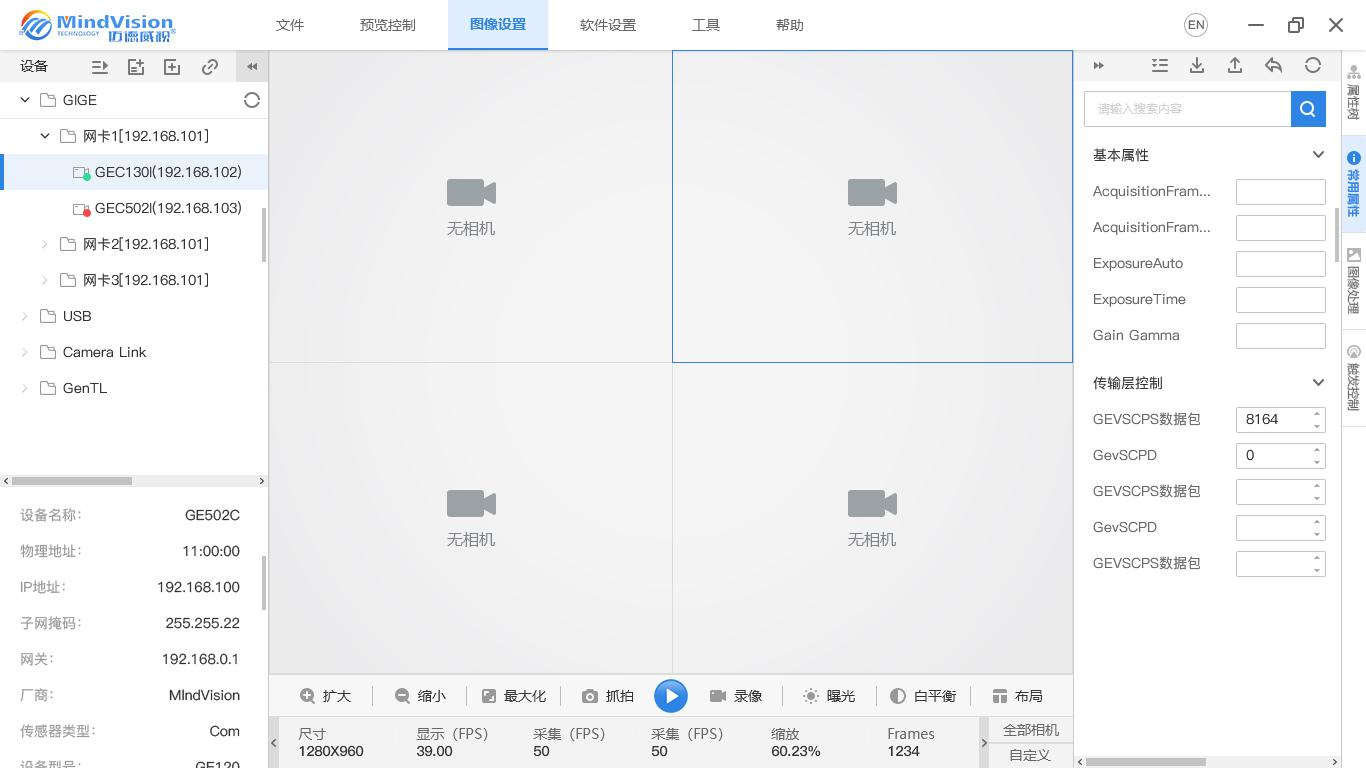 MindVision
TECHNOLOGY 迈德威视
文件
预览控制
图像设置
软件设置
工具
帮助
EN
设备
GIGE
网卡1[192.168.101]
GEC130I(192.168.102)
GEC502I(192.168.103)
网卡2[192.168.101]
网卡3[192.168.101]
USB
Camera Link
GenTL
设备名称:
GE502C
物理地址:
11:00:00
IP地址:
192.168.100
子网掩码:
255.255.22
网关:
192.168.0.1
厂商:
MIndVision
传感器类型:
Com
设备型号:
GE120
无相机
无相机
无相机
无相机
扩大
缩小
最大化
抓拍
录像
曝光
白平衡
布局
尺寸
1280X960
显示（FPS）
39.00
采集（FPS）
50
采集（FPS）
50
缩放
60.23%
Frames
1234
全部相机
自定义
请输入搜索内容
基本属性
AcquisitionFram...
AcquisitionFram...
ExposureAuto
ExposureTime
Gain Gamma
传输层控制
GEVSCPS数据包
8164
GevSCPD
0
GEVSCPS数据包
GevSCPD
GEVSCPS数据包
属性树
常用属性
图像处理
触发控制